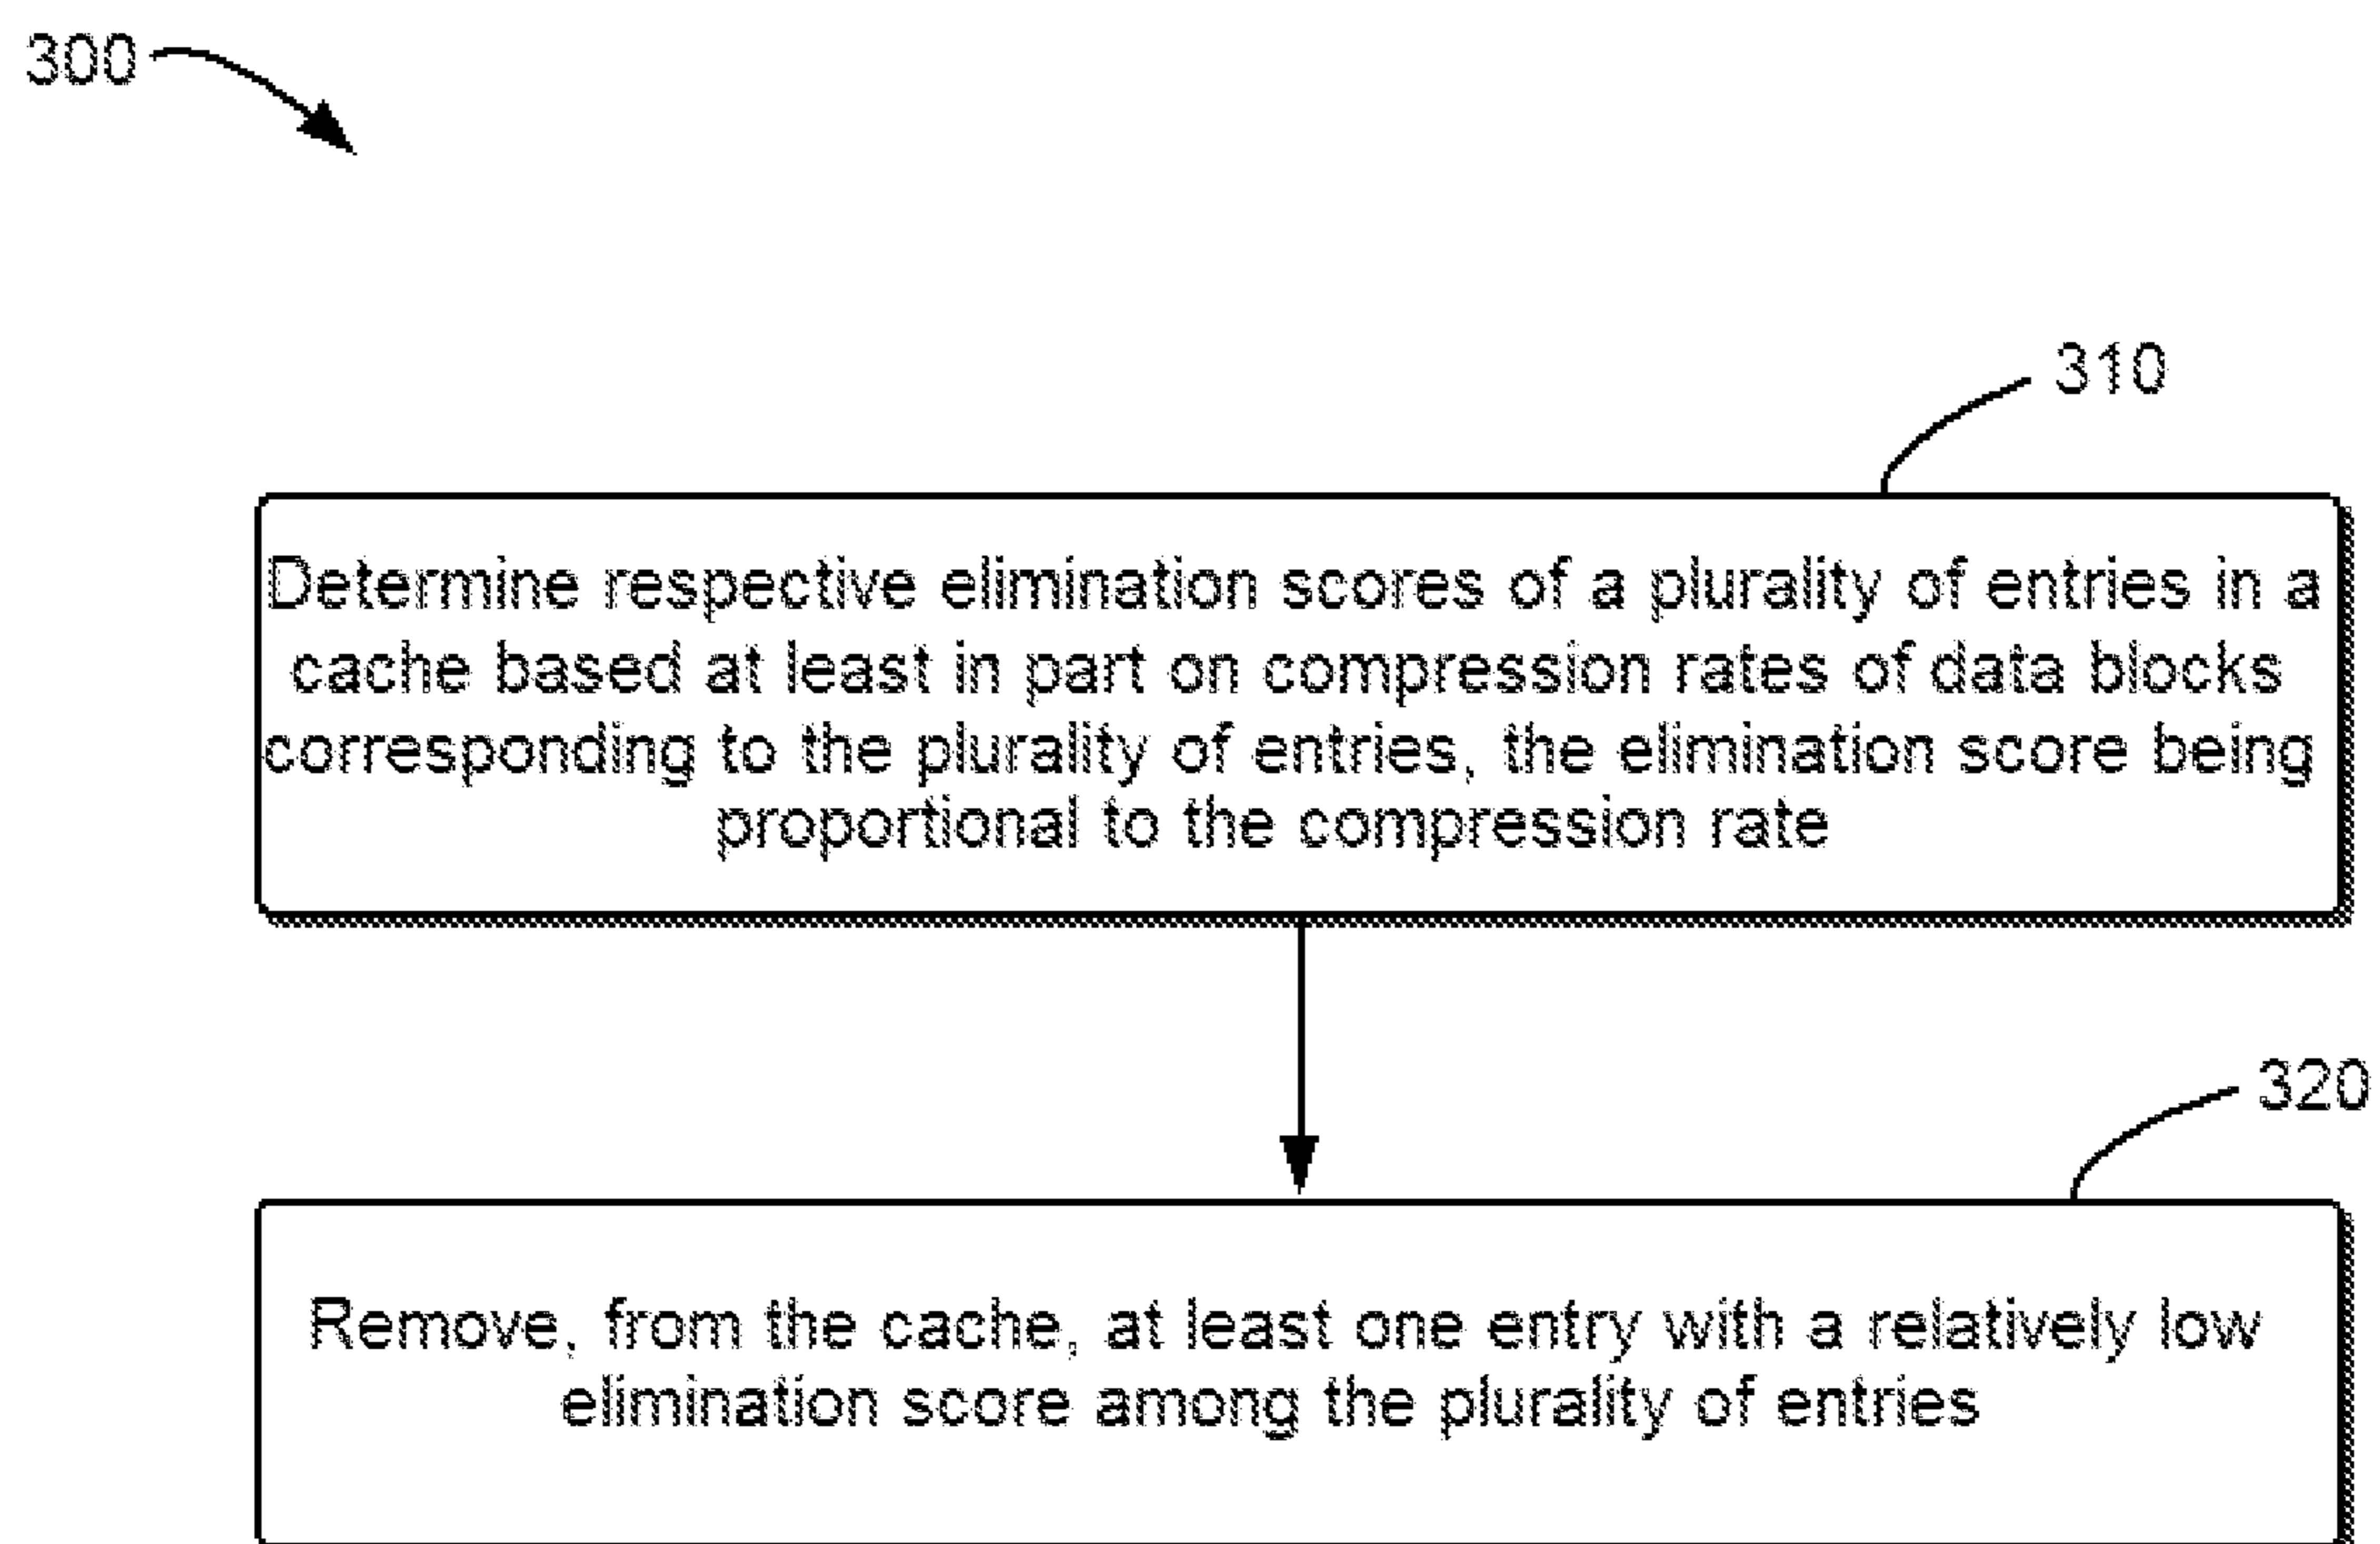 300
310
Determine respective elimination scores of a plurality of entries in a
cache based at least in part on compression rates of data blocks
corresponding to the plurality of entries, the elimination score being
proportional to the compression rate
320
Remove, from the cache, at least one entry with a relatively low
elimination score among the plurality of entries